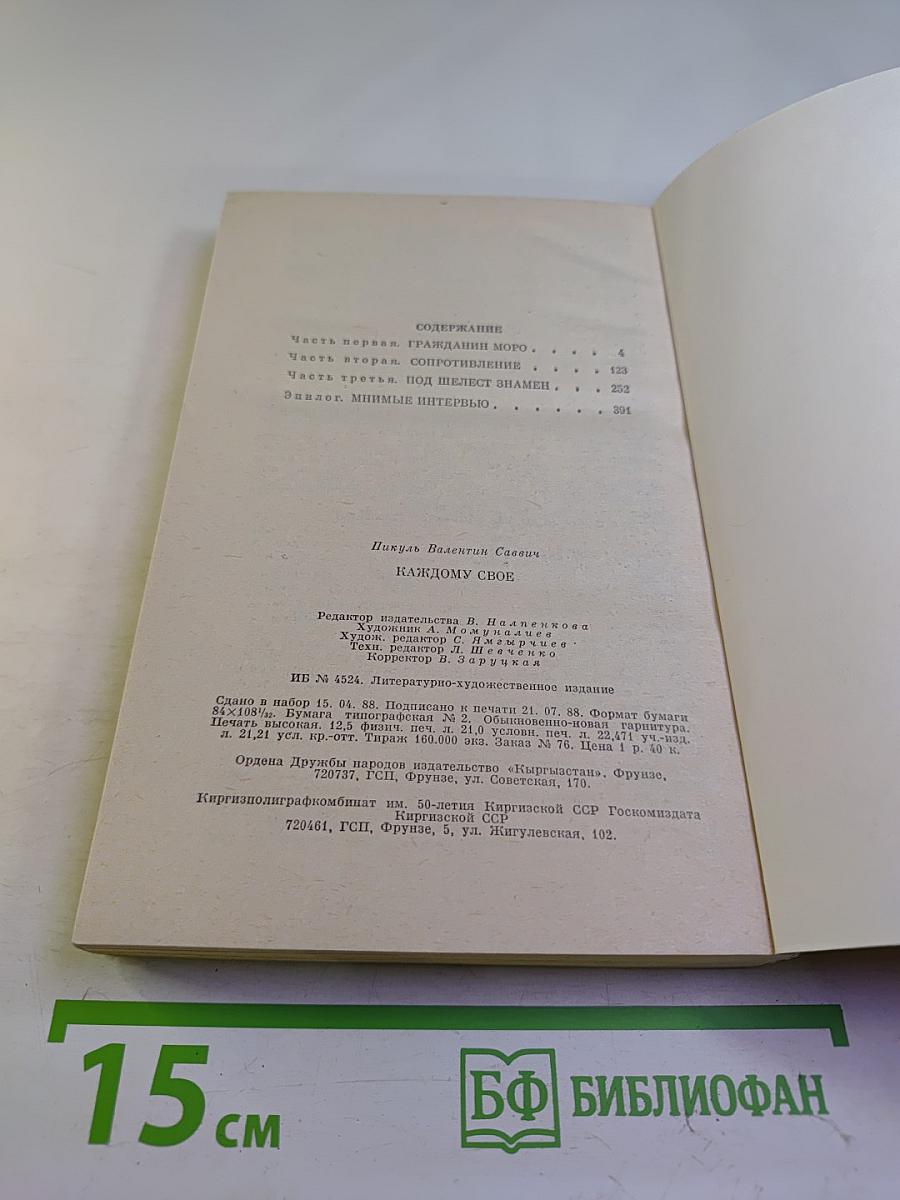 СОДЕРЖАНИЕ
Часть первая. ГРАЖДАНИН МОРО . . . . 4
Часть вторая. СОПРОТИВЛЕНИЕ . . . . 123
Часть третья. ПОД ШЕЛЕСТ ЗНАМЕН . . . 252
Эпилог. МНИМЫЕ ИНТЕРВЬЮ . . . . . . 391
Пикуль Валентин Саввич
КАЖДОМУ СВОЕ
Редактор издательства В. Налпенкова
Художник А. Момуналиев
Худож. редактор С. Ямгырчиев
Техн. редактор Л. Шевченко
Корректор В. Заруцкая
ИБ № 4524. Литературно-художественное издание
Сдано в набор 15. 04. 88. Подписано к печати 21. 07. 88. Формат бумаги
84×108¹/₃₂. Бумага типографская № 2. Обыкновенно-новая гарнитура.
Печать высокая. 12,5 физич. печ. л. 21,0 условн. печ. л. 22,471 уч.-изд.
л. 21,21 усл. кр.-отт. Тираж 160.000 экз. Заказ № 76. Цена 1 р. 40 к.
Ордена Дружбы народов издательство «Кыргызстан». Фрунзе,
720737, ГСП, Фрунзе, ул. Советская, 170.
Киргизполиграфкомбинат им. 50-летия Киргизской ССР Госкомиздата
Киргизской ССР
720461, ГСП, Фрунзе, 5, ул. Жигулевская, 102.
15 см
БФ БИБЛИОФАН